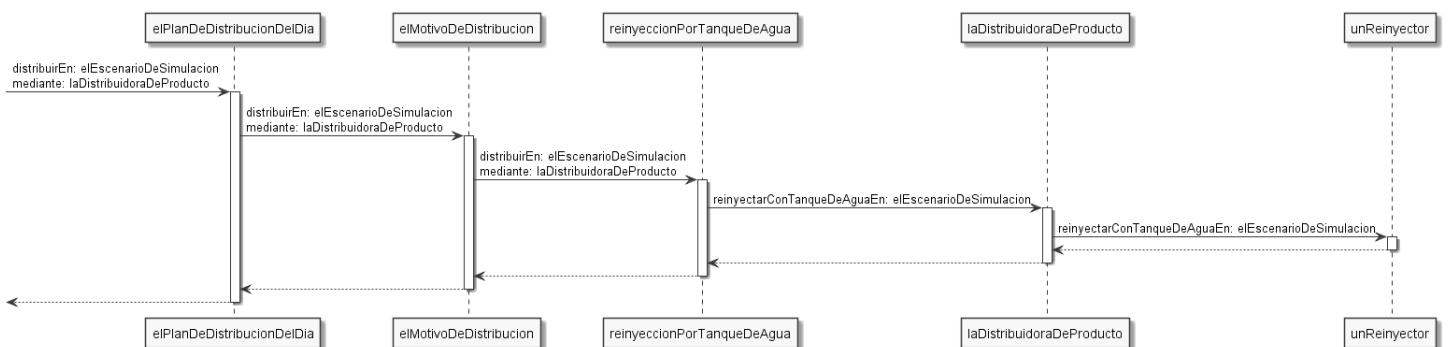 elPlanDeDistribucionDelDia
elMotivoDeDistribucion
reinyeccionPorTanqueDeAgua
laDistribuidoraDeProducto
unReinyector
distribuirEn: elEscenarioDeSimulacion
mediante: laDistribuidoraDeProducto
distribuirEn: elEscenarioDeSimulacion
mediante: laDistribuidoraDeProducto
distribuirEn: elEscenarioDeSimulacion
mediante: laDistribuidoraDeProducto
reinyectarConTanqueDeAguaEn: elEscenarioDeSimulacion
reinyectarConTanqueDeAguaEn: elEscenarioDeSimulacion
elPlanDeDistribucionDelDia
elMotivoDeDistribucion
reinyeccionPorTanqueDeAgua
laDistribuidoraDeProducto
unReinyector